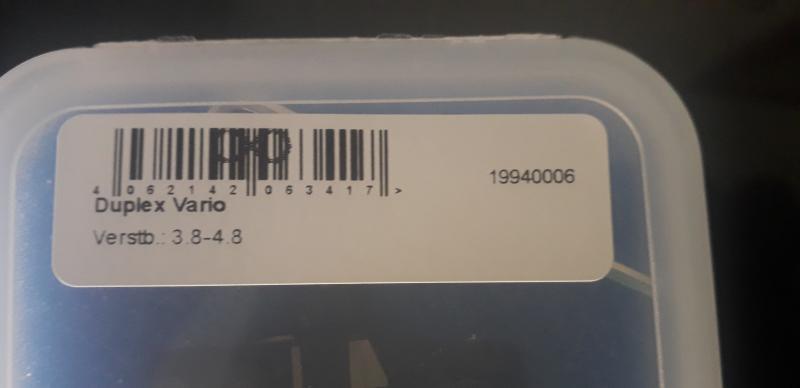 4 062142 063417 >
19940006
Duplex Vario
Verstb.: 3.8-4.8